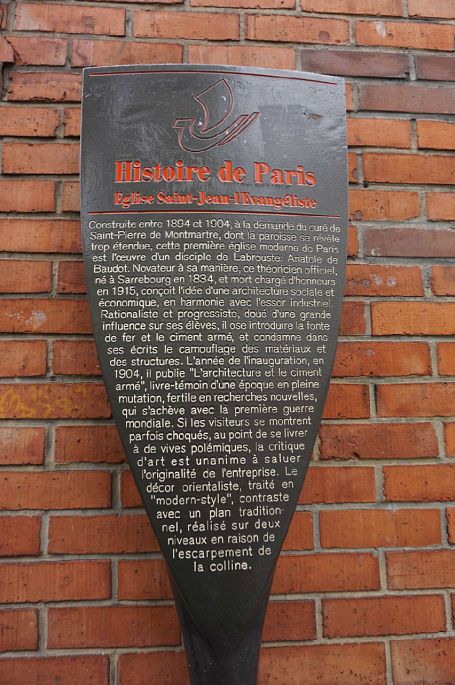 Histoire de Paris
Eglise Saint-Jean-l'Evangéliste
Construite entre 1894 et 1904, à la demande du curé de
Saint-Pierre de Montmartre, dont la paroisse se révèle
trop étendue, cette première église moderne de Paris
est l'œuvre d'un disciple de Labrouste: Anatole de
Baudot. Novateur à sa manière, ce théoricien officiel,
né à Sarrebourg en 1834, et mort chargé d'honneurs
en 1915, conçoit l'idée d'une architecture sociale et
économique, en harmonie avec l'essor industriel.
Rationaliste et progressiste, doué d'une grande
influence sur ses élèves, il ose introduire la fonte
de fer et le ciment armé, et condamne dans
ses écrits le camouflage des matériaux et
des structures. L'année de l'inauguration, en
1904, il publie "L'architecture et le ciment
armé", livre-témoin d'une époque en pleine
mutation, fertile en recherches nouvelles,
qui s'achève avec la première guerre
mondiale. Si les visiteurs se montrent
parfois choqués, au point de se livrer
à de vives polémiques, la critique
d'art est unanime à saluer
l'originalité de l'entreprise. Le
décor orientaliste, traité en
"modern-style", contraste
avec un plan tradition-
nel, réalisé sur deux
niveaux en raison de
l'escarpement de
la colline.